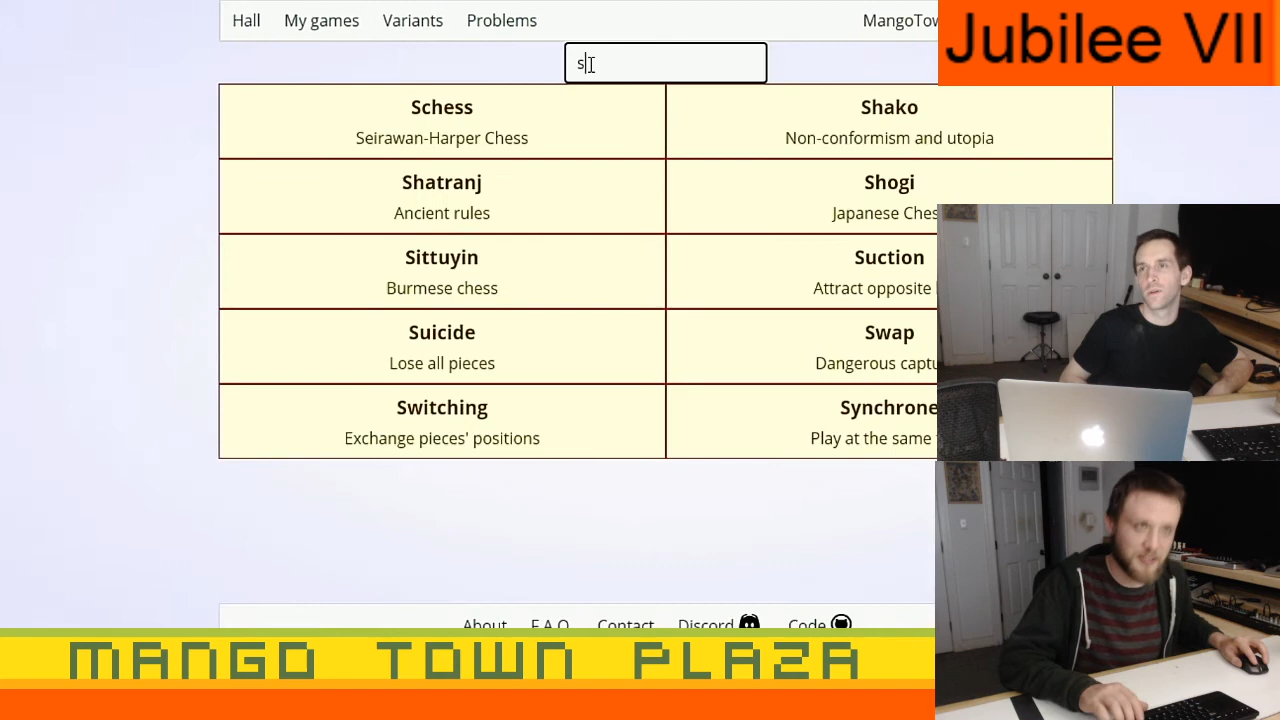 Hall My games Variants Problems MangoTow
Jubilee VII
s
Schess
Seirawan-Harper Chess
Shako
Non-conformism and utopia
Shatranj
Ancient rules
Shogi
Japanese Ches
Sittuyin
Burmese chess
Suction
Attract opposite
Suicide
Lose all pieces
Swap
Dangerous captu
Switching
Exchange pieces' positions
Synchrone
Play at the same
About F.A.Q. Contact Discord Code
MANGO TOWN PLAZA